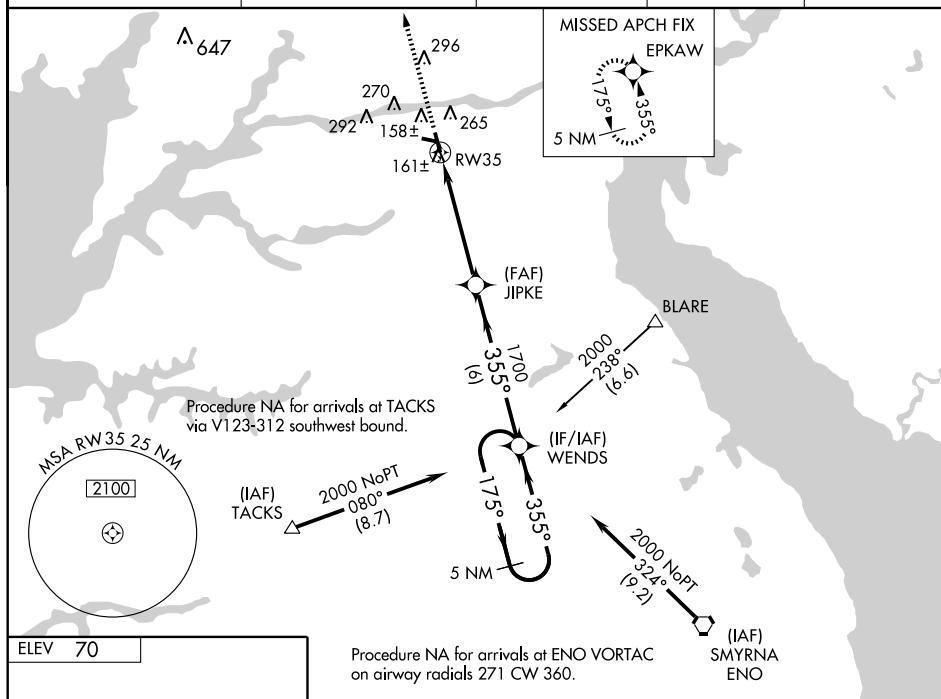 647
296
270
292
158±
265
161±
RW35
MISSED APCH FIX
EPKAW
175°
355°
5 NM
(FAF)
JIPKE
BLARE
1700
355°
(6)
2000
238°
(6.6)
Procedure NA for arrivals at TACKS
via V123-312 southwest bound.
(IF/IAF)
WENDS
MSA RW35 25 NM
2100
(IAF)
TACKS
2000 NoPT
080°
(8.7)
175°
355°
5 NM
2000 NoPT
324°
(9.2)
(IAF)
SMYRNA
ENO
ELEV 70
Procedure NA for arrivals at ENO VORTAC
on airway radials 271 CW 360.